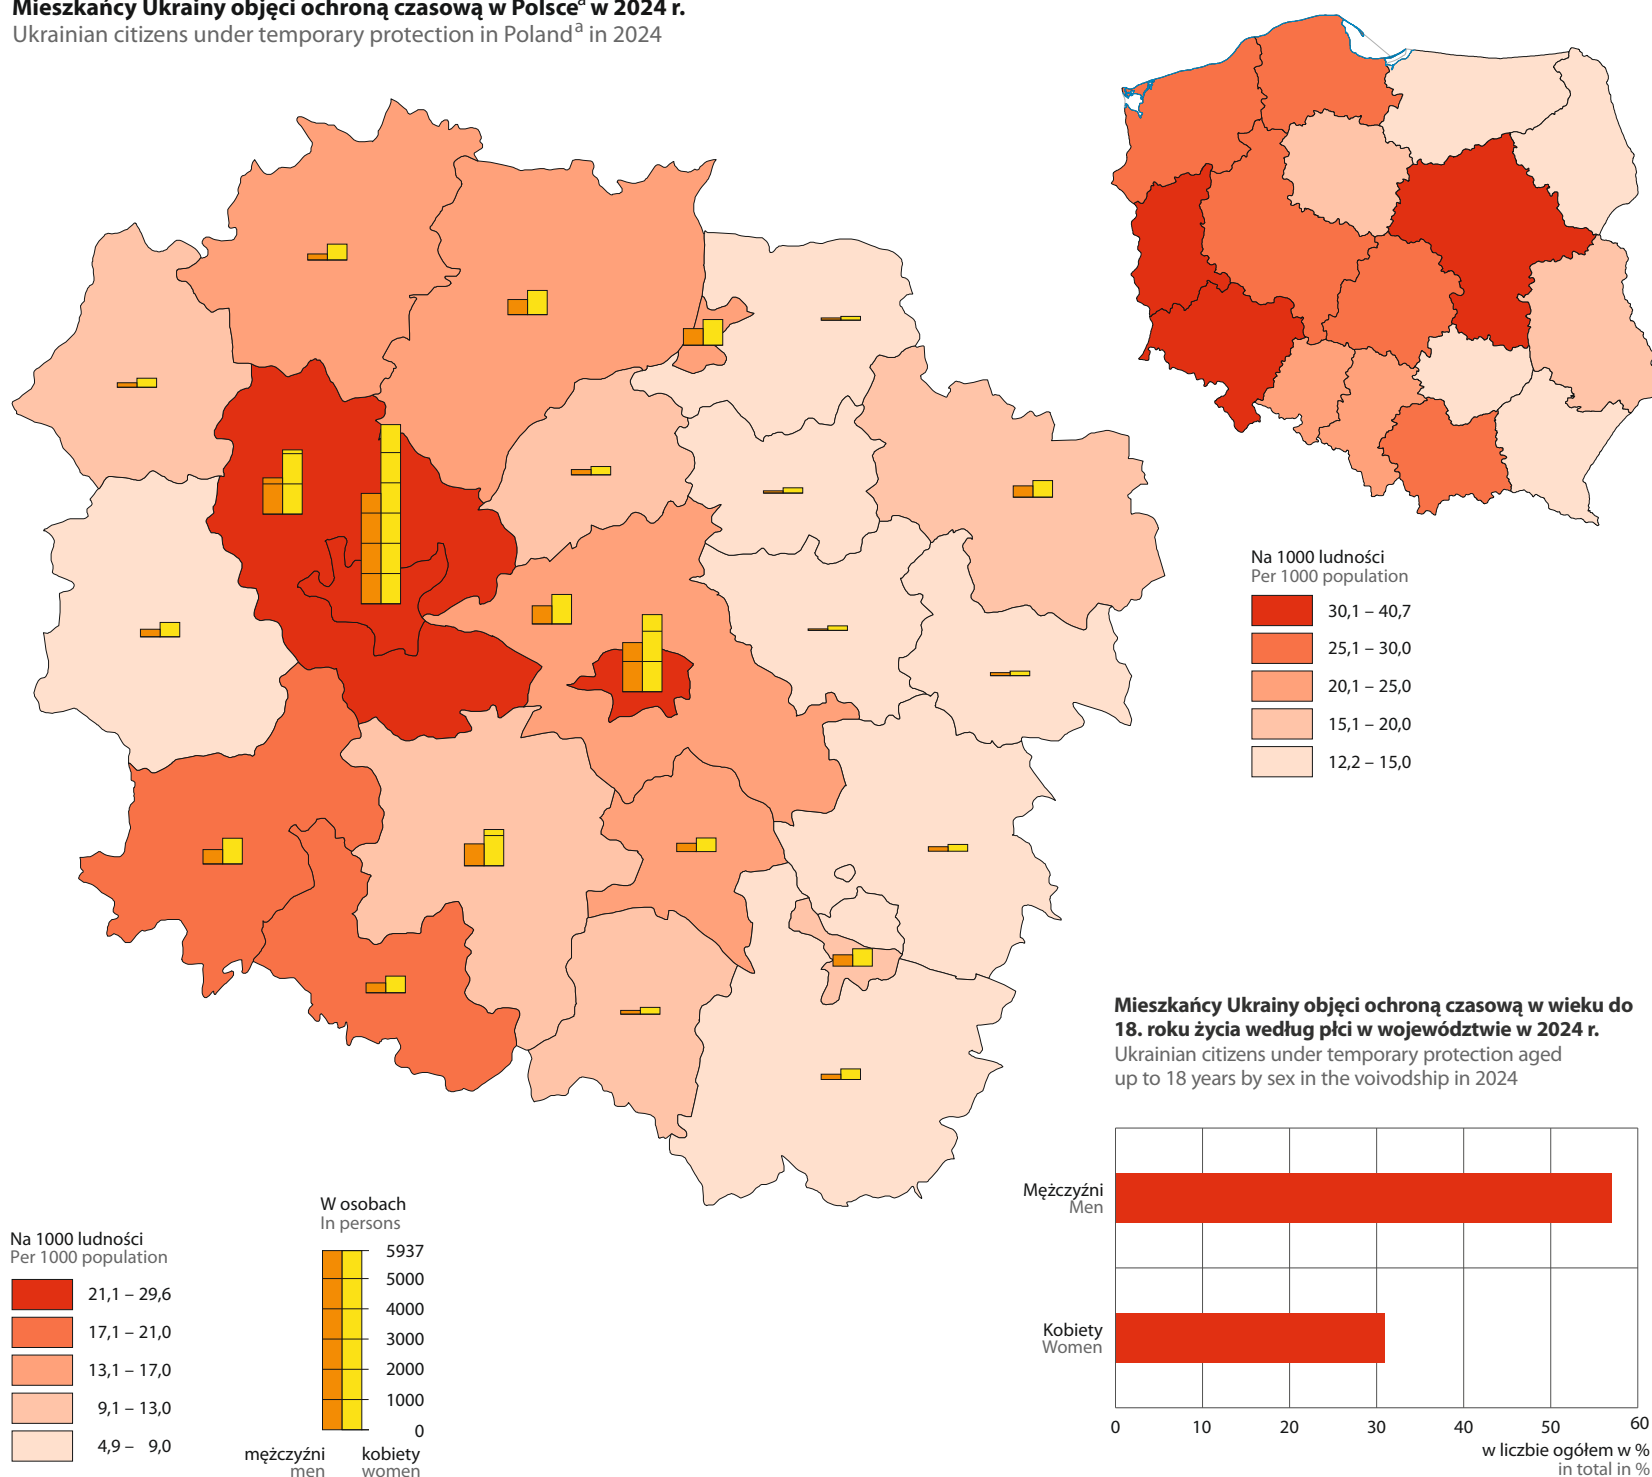 Mieszkańcy Ukrainy objęci ochroną czasową w Polsceᵃ w 2024 r.
Ukrainian citizens under temporary protection in Polandᵃ in 2024
Na 1000 ludności
Per 1000 population
30,1 – 40,7
25,1 – 30,0
20,1 – 25,0
15,1 – 20,0
12,2 – 15,0
Mieszkańcy Ukrainy objęci ochroną czasową w wieku do
18. roku życia według płci w województwie w 2024 r.
Ukrainian citizens under temporary protection aged
up to 18 years by sex in the voivodship in 2024
Mężczyźni
Men
Kobiety
Women
0 10 20 30 40 50 60
w liczbie ogółem w %
in total in %
Na 1000 ludności
Per 1000 population
21,1 – 29,6
17,1 – 21,0
13,1 – 17,0
9,1 – 13,0
4,9 – 9,0
W osobach
In persons
5937
5000
4000
3000
2000
1000
0
mężczyźni kobiety
men women